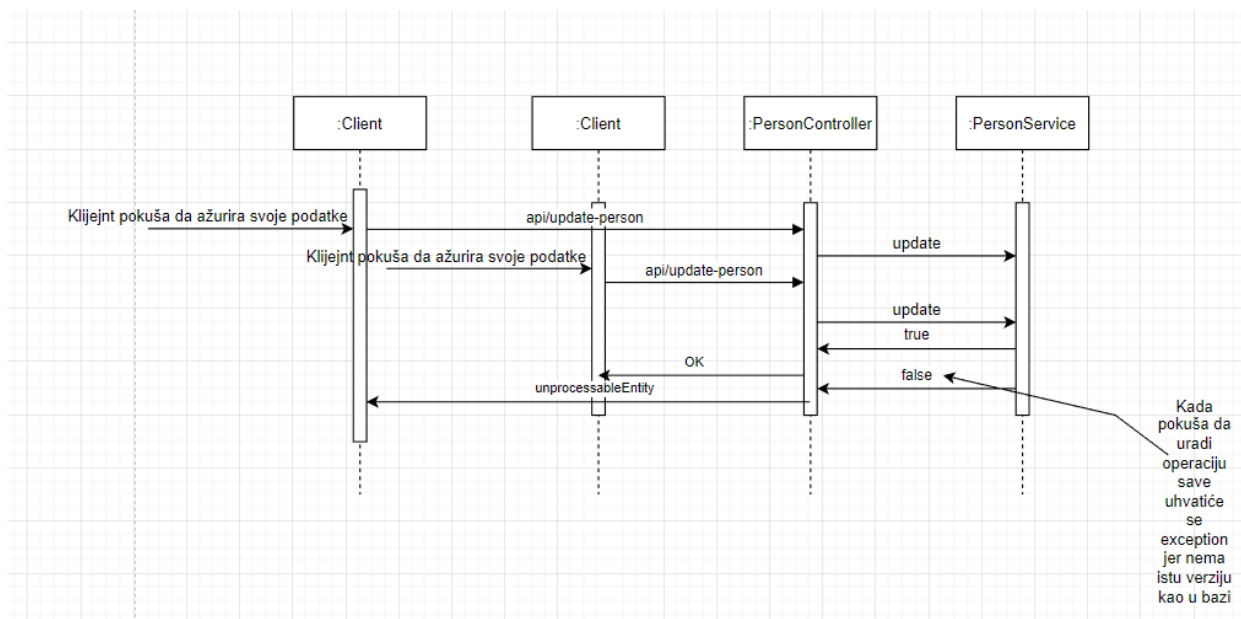 :Client
:Client
:PersonController
:PersonService
Klijejnt pokuša da ažurira svoje podatke
api/update-person
update
Klijejnt pokuša da ažurira svoje podatke
api/update-person
update
true
OK
false
unprocessableEntity
Kada
pokuša da
uradi
operaciju
save
uhvatiće
se
exception
jer nema
istu verziju
kao u bazi